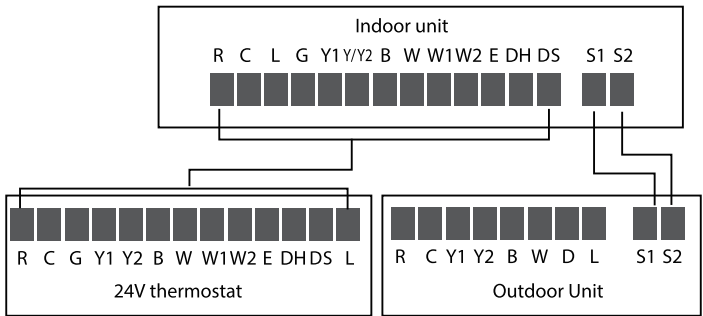 Indoor unit
R C L G Y1 Y/Y2 B W W1 W2 E DH DS S1 S2
R C G Y1 Y2 B W W1 W2 E DH DS L
24V thermostat
R C Y1 Y2 B W D L S1 S2
Outdoor Unit